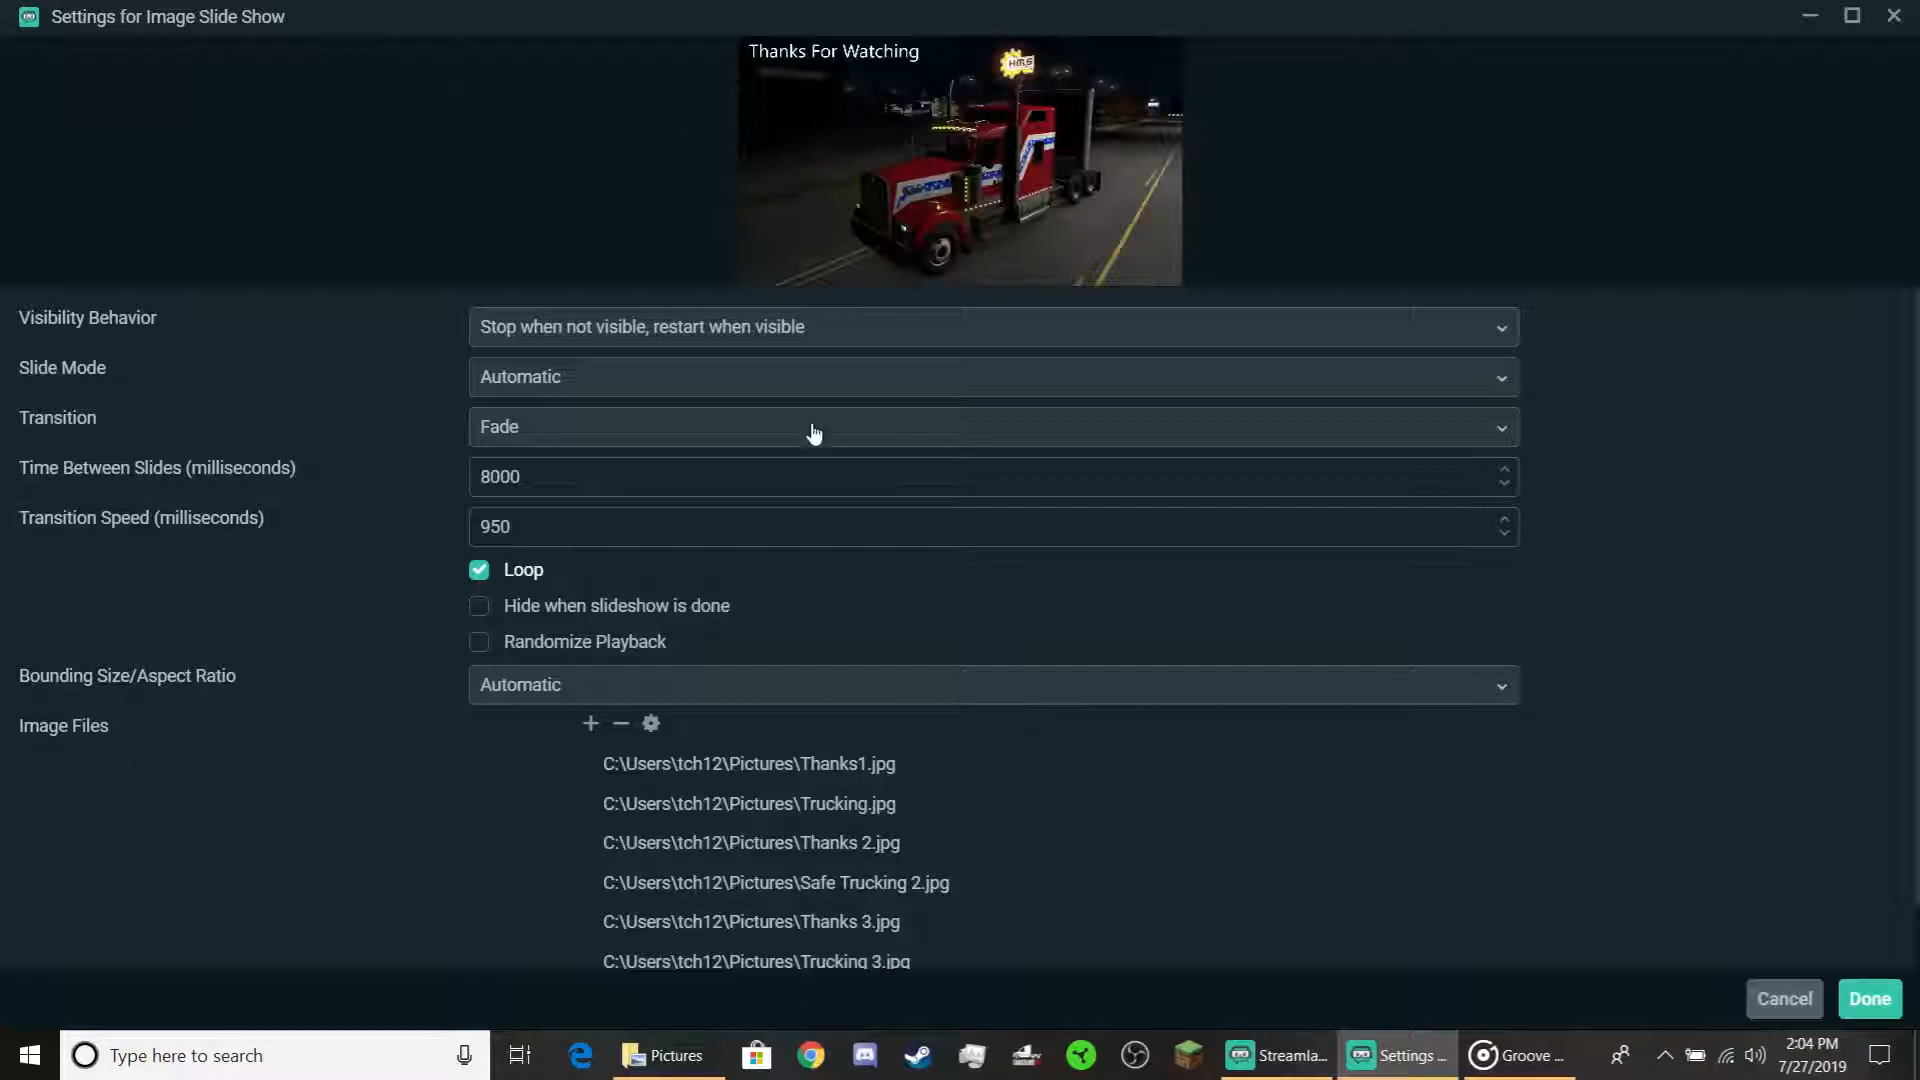 Settings for Image Slide Show
Thanks For Watching
HMS
Visibility Behavior
Stop when not visible, restart when visible
Slide Mode
Automatic
Transition
Fade
Time Between Slides (milliseconds)
8000
Transition Speed (milliseconds)
950
Loop
Hide when slideshow is done
Randomize Playback
Bounding Size/Aspect Ratio
Automatic
Image Files
C:\Users\tch12\Pictures\Thanks1.jpg
C:\Users\tch12\Pictures\Trucking.jpg
C:\Users\tch12\Pictures\Thanks 2.jpg
C:\Users\tch12\Pictures\Safe Trucking 2.jpg
C:\Users\tch12\Pictures\Thanks 3.jpg
C:\Users\tch12\Pictures\Trucking 3.jpg
Cancel
Done
Type here to search
Pictures
Streamla...
Settings ...
Groove ...
2:04 PM
7/27/2019